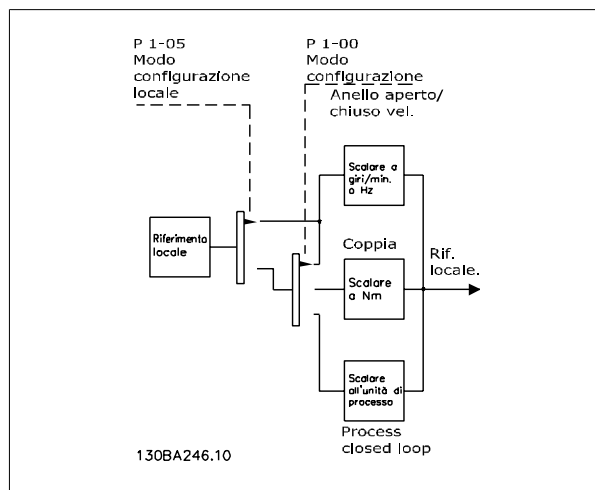 P 1-05
Modo
configurazione
locale
P 1-00
Modo
configurazione
Anello aperto/
chiuso vel.
Scalare a
giri/min.
o Hz
Riferimento
locale
Coppia
Scalare
a Nm
Rif.
locale.
Scalare
all'unità di
processo
Process
closed loop
130BA246.10